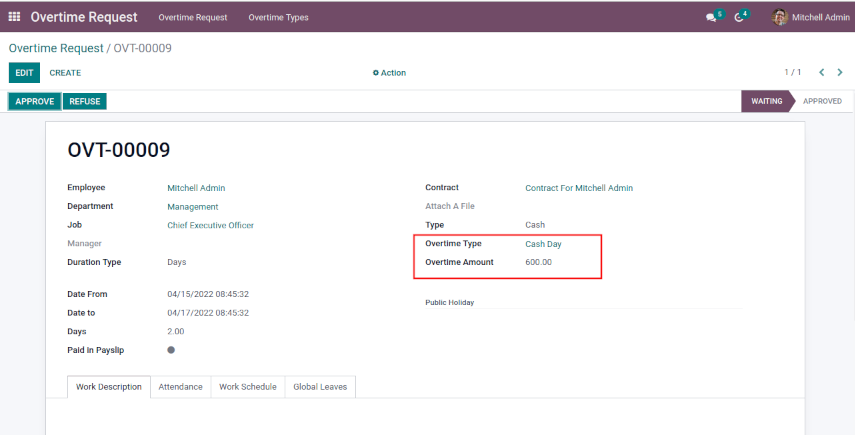 Overtime Request Overtime Request Overtime Types 5 4 Mitchell Admin
Overtime Request / OVT-00009
EDIT CREATE Action 1 / 1
APPROVE REFUSE WAITING APPROVED
OVT-00009
Employee Mitchell Admin Contract Contract For Mitchell Admin
Department Management Attach A File
Job Chief Executive Officer Type Cash
Manager Overtime Type Cash Day
Duration Type Days Overtime Amount 600.00
Date From 04/15/2022 08:45:32 Public Holiday
Date to 04/17/2022 08:45:32
Days 2.00
Paid In Payslip
Work Description Attendance Work Schedule Global Leaves